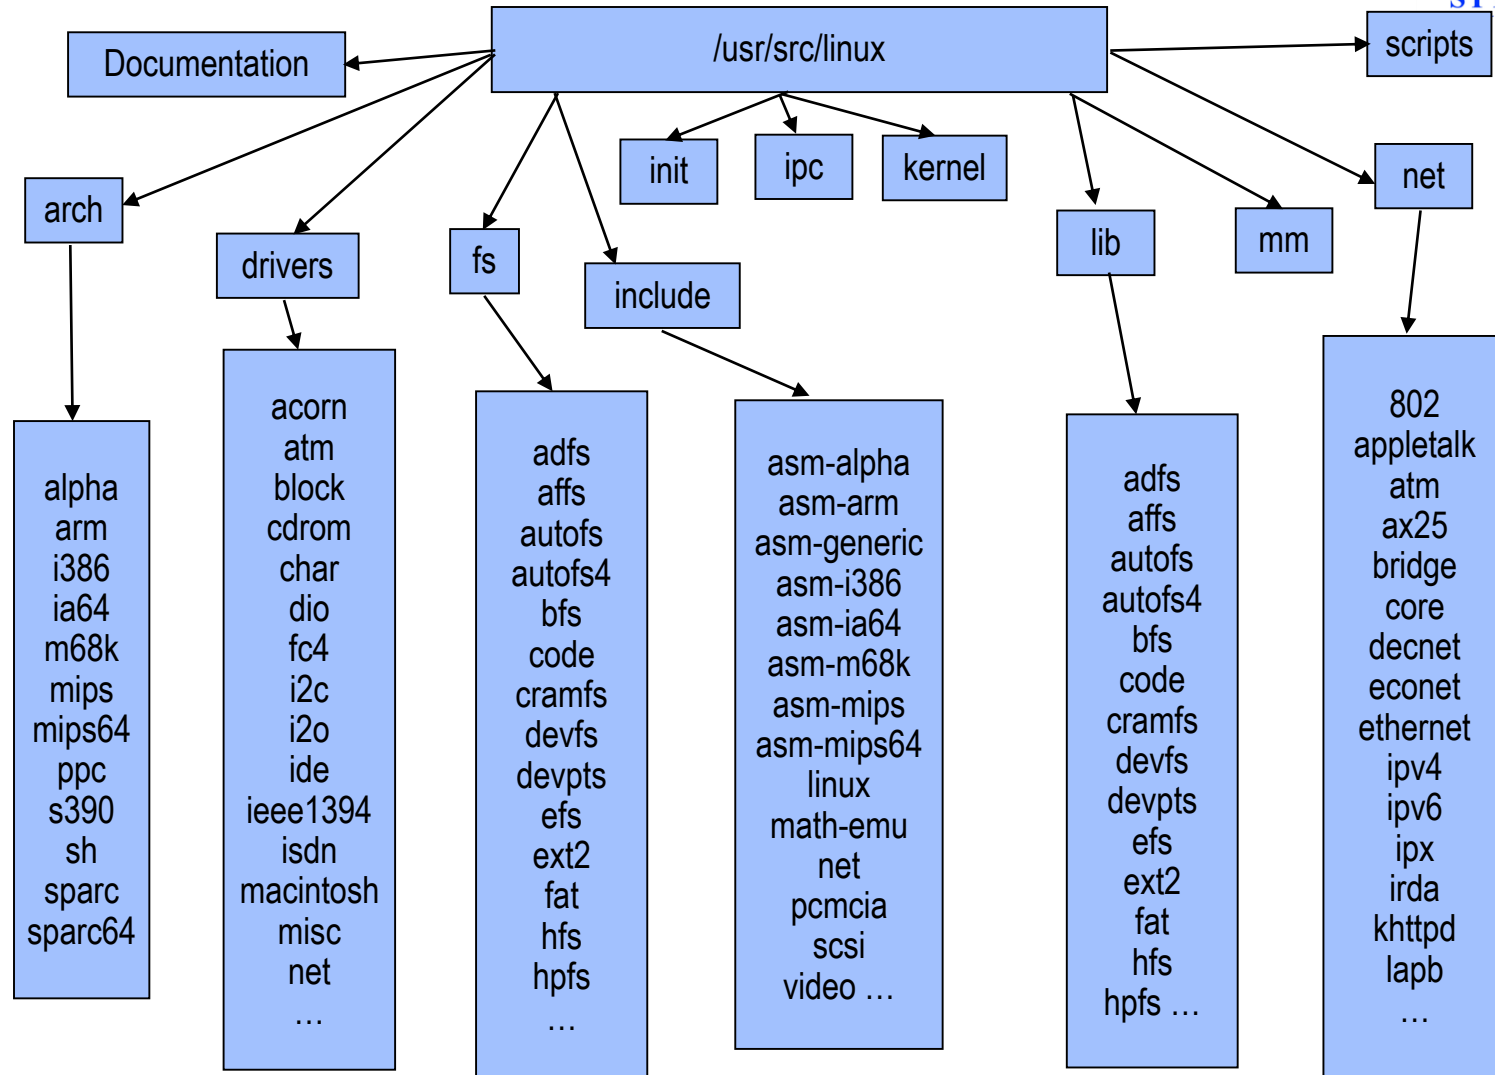 /usr/src/linux
Documentation
scripts
init
ipc
kernel
net
arch
drivers
fs
include
lib
mm
alpha
arm
i386
ia64
m68k
mips
mips64
ppc
s390
sh
sparc
sparc64
acorn
atm
block
cdrom
char
dio
fc4
i2c
i2o
ide
ieee1394
isdn
macintosh
misc
net
…
adfs
affs
autofs
autofs4
bfs
code
cramfs
devfs
devpts
efs
ext2
fat
hfs
hpfs
…
asm-alpha
asm-arm
asm-generic
asm-i386
asm-ia64
asm-m68k
asm-mips
asm-mips64
linux
math-emu
net
pcmcia
scsi
video …
adfs
affs
autofs
autofs4
bfs
code
cramfs
devfs
devpts
efs
ext2
fat
hfs
hpfs …
802
appletalk
atm
ax25
bridge
core
decnet
econet
ethernet
ipv4
ipv6
ipx
irda
khttpd
lapb
…